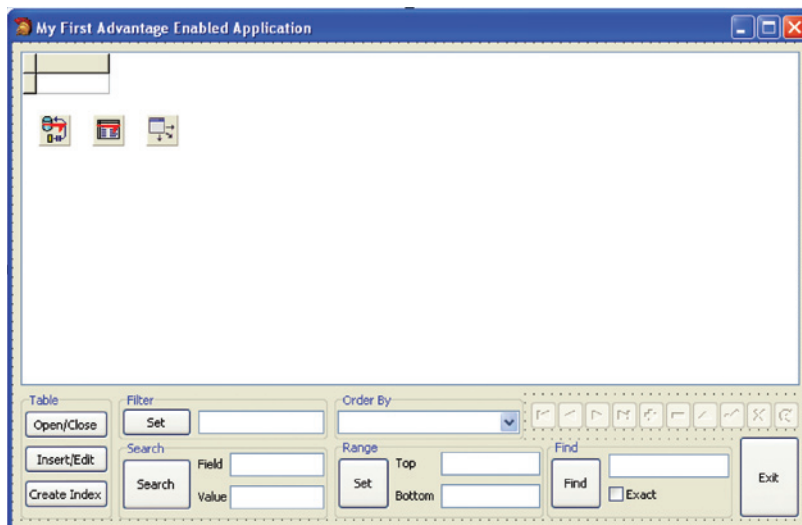 My First Advantage Enabled Application
Table
Filter
Order By
Open/Close
Set
Insert/Edit
Search
Search
Field
Value
Range
Set
Top
Bottom
Find
Find
Exact
Exit
Create Index